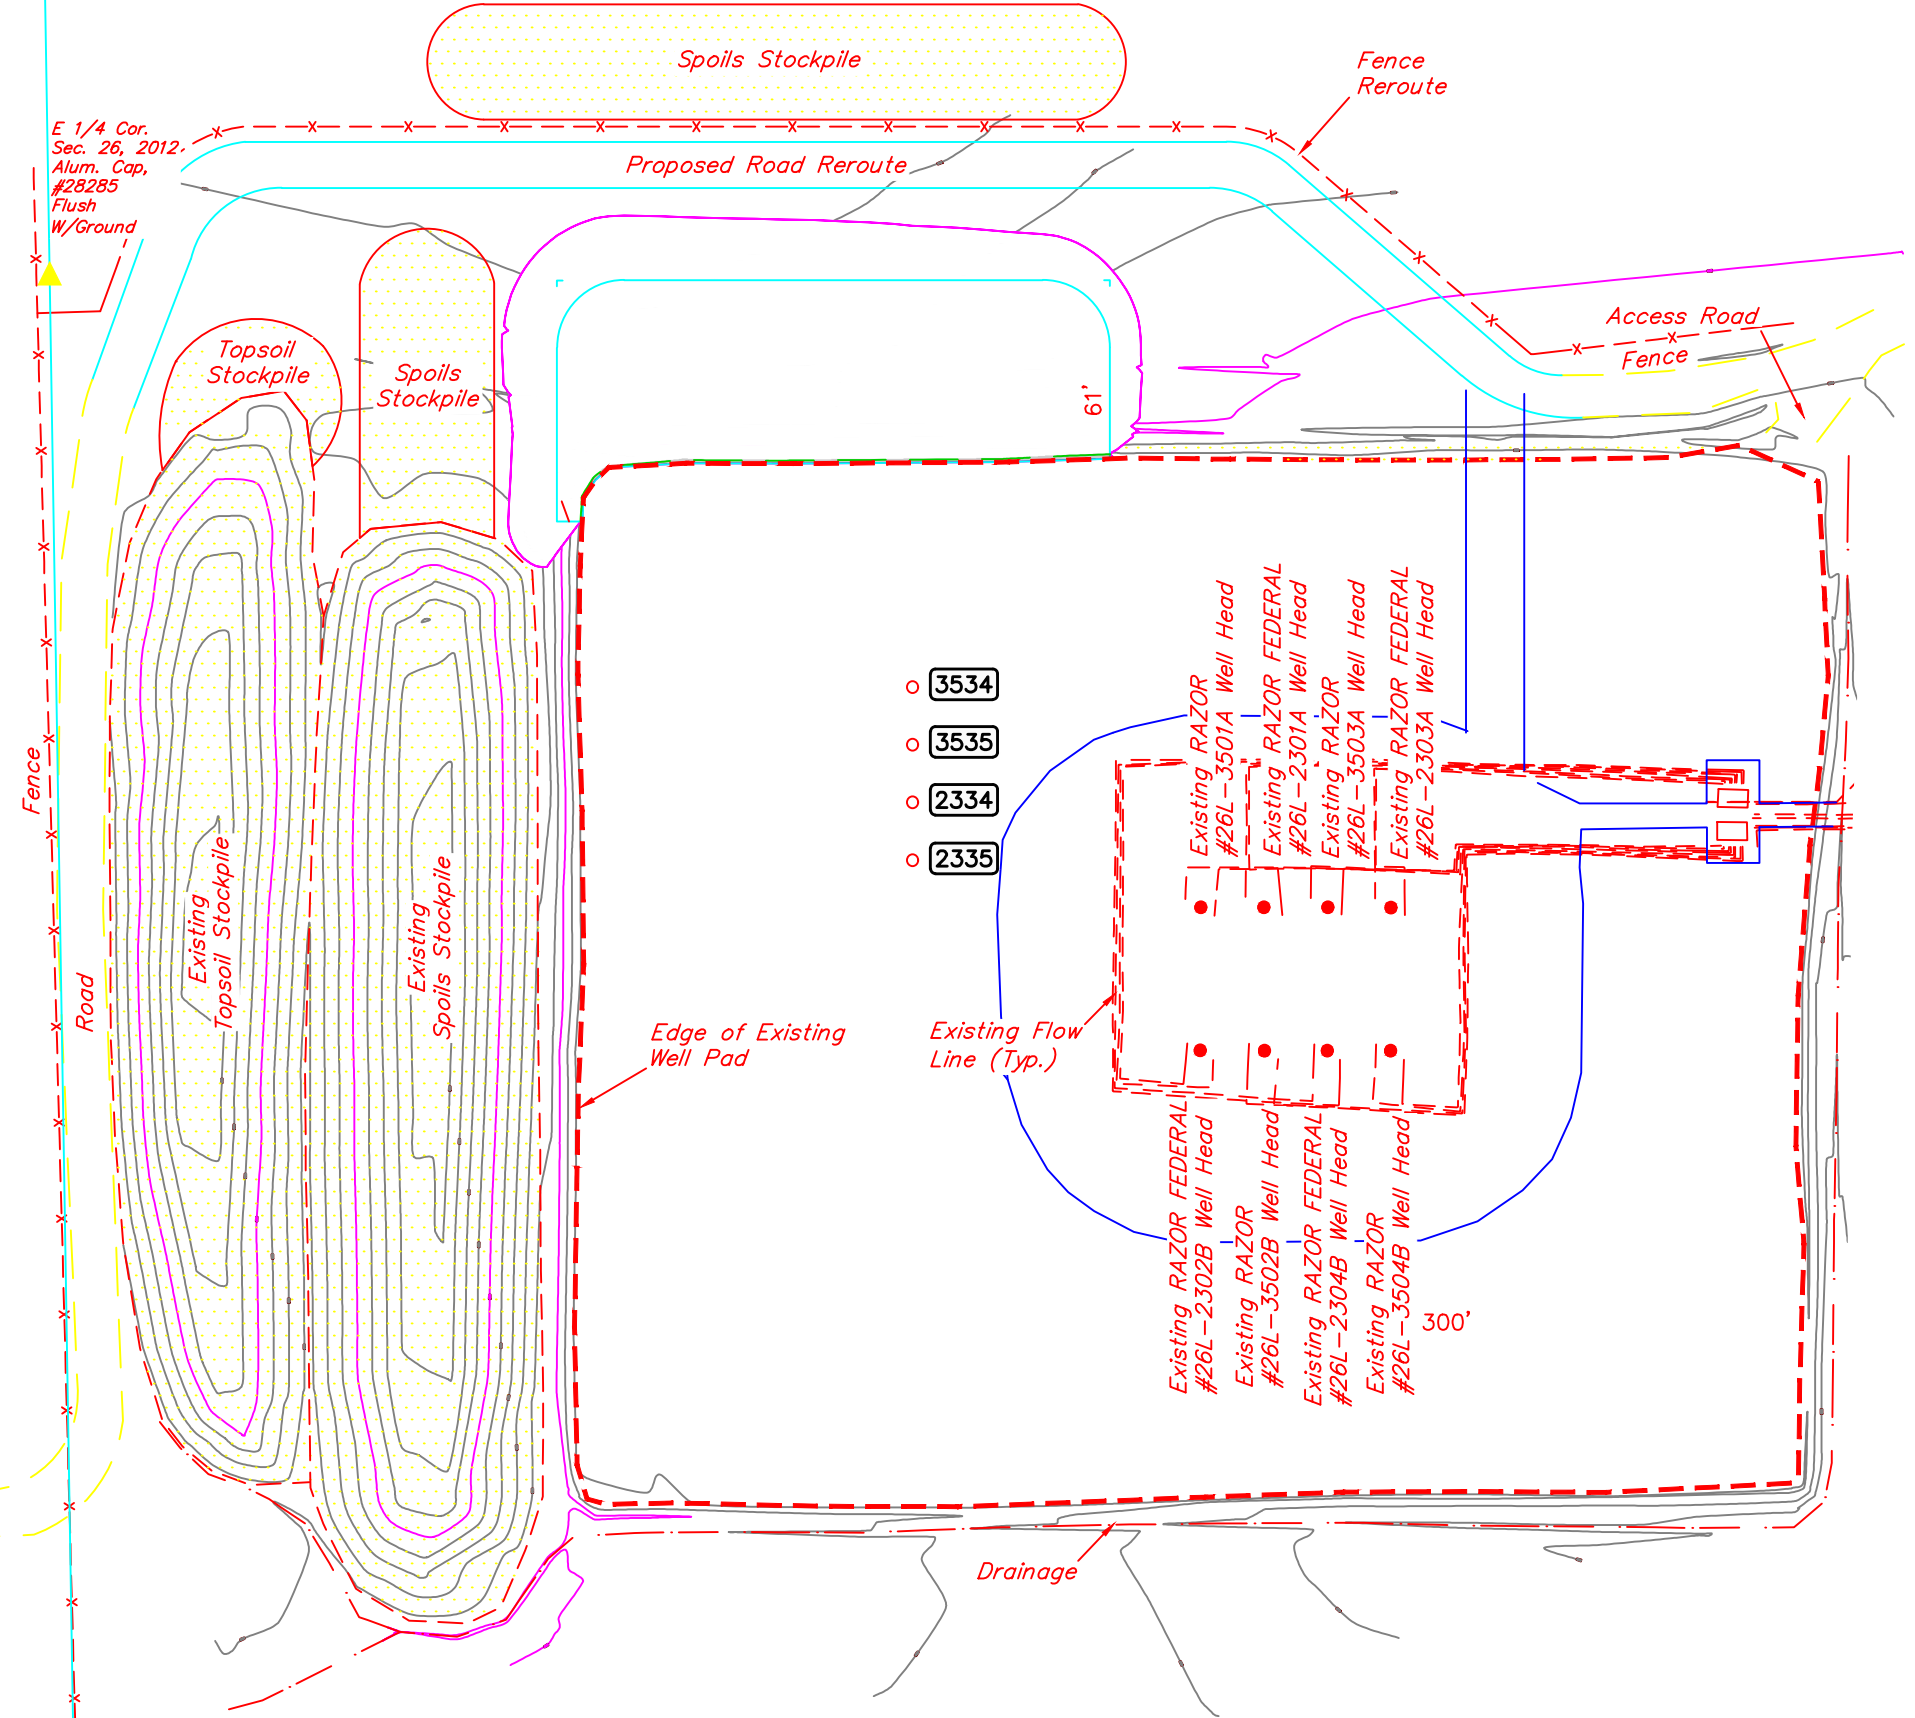 Spoils Stockpile
Fence
Reroute
E 1/4 Cor.
Sec. 26, 2012
Alum. Cap,
#28285
Flush
W/Ground
Proposed Road Reroute
Access Road
Fence
Topsoil
Stockpile
Spoils
Stockpile
61'
3534
3535
2334
2335
Existing RAZOR
#26L-3501A Well Head
Existing RAZOR FEDERAL
#26L-2301A Well Head
Existing RAZOR
#26L-3503A Well Head
Existing RAZOR FEDERAL
#26L-2303A Well Head
Fence
Road
Existing
Topsoil Stockpile
Existing
Spoils Stockpile
Edge of Existing
Well Pad
Existing Flow
Line (Typ.)
Existing RAZOR FEDERAL
#26L-2302B Well Head
Existing RAZOR
#26L-3502B Well Head
Existing RAZOR FEDERAL
#26L-2304B Well Head
Existing RAZOR
#26L-3504B Well Head
300'
Drainage